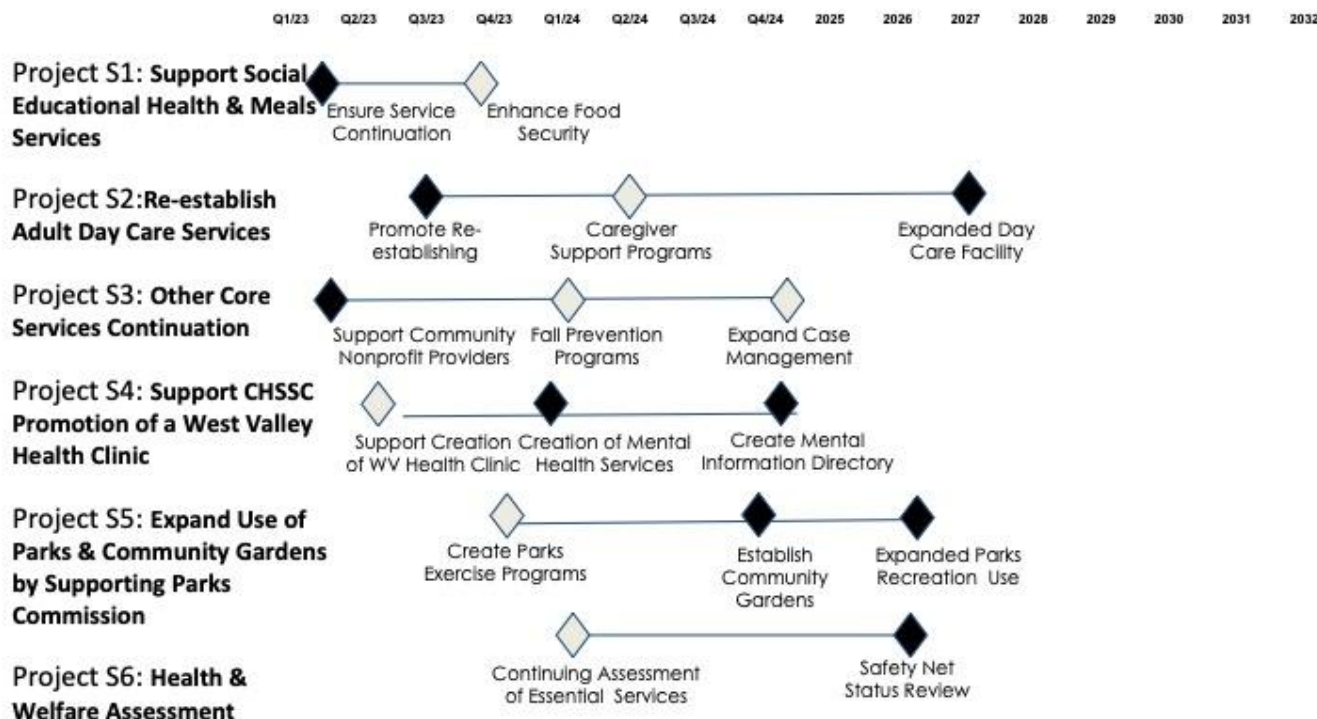 Q1/23 Q2/23 Q3/23 Q4/23 Q1/24 Q2/24 Q3/24 Q4/24 2025 2026 2027 2028 2029 2030 2031 2032
Project S1: Support Social
Educational Health & Meals
Services
Ensure Service
Continuation
Enhance Food
Security
Project S2:Re-establish
Adult Day Care Services
Promote Re-
establishing
Caregiver
Support Programs
Expanded Day
Care Facility
Project S3: Other Core
Services Continuation
Support Community
Nonprofit Providers
Fall Prevention
Programs
Expand Case
Management
Project S4: Support CHSSC
Promotion of a West Valley
Health Clinic
Support Creation
of WV Health Clinic
Creation of Mental
Health Services
Create Mental
Information Directory
Project S5: Expand Use of
Parks & Community Gardens
by Supporting Parks
Commission
Create Parks
Exercise Programs
Establish
Community
Gardens
Expanded Parks
Recreation Use
Project S6: Health &
Welfare Assessment
Continuing Assessment
of Essential Services
Safety Net
Status Review